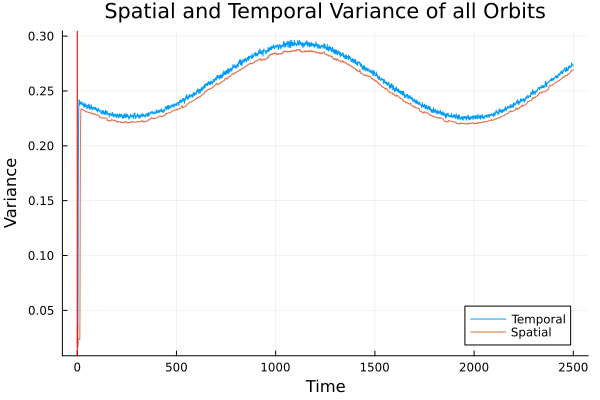 Spatial and Temporal Variance of all Orbits
Variance
0.30
0.25
0.20
0.15
0.10
0.05
Temporal
Spatial
0 500 1000 1500 2000 2500
Time